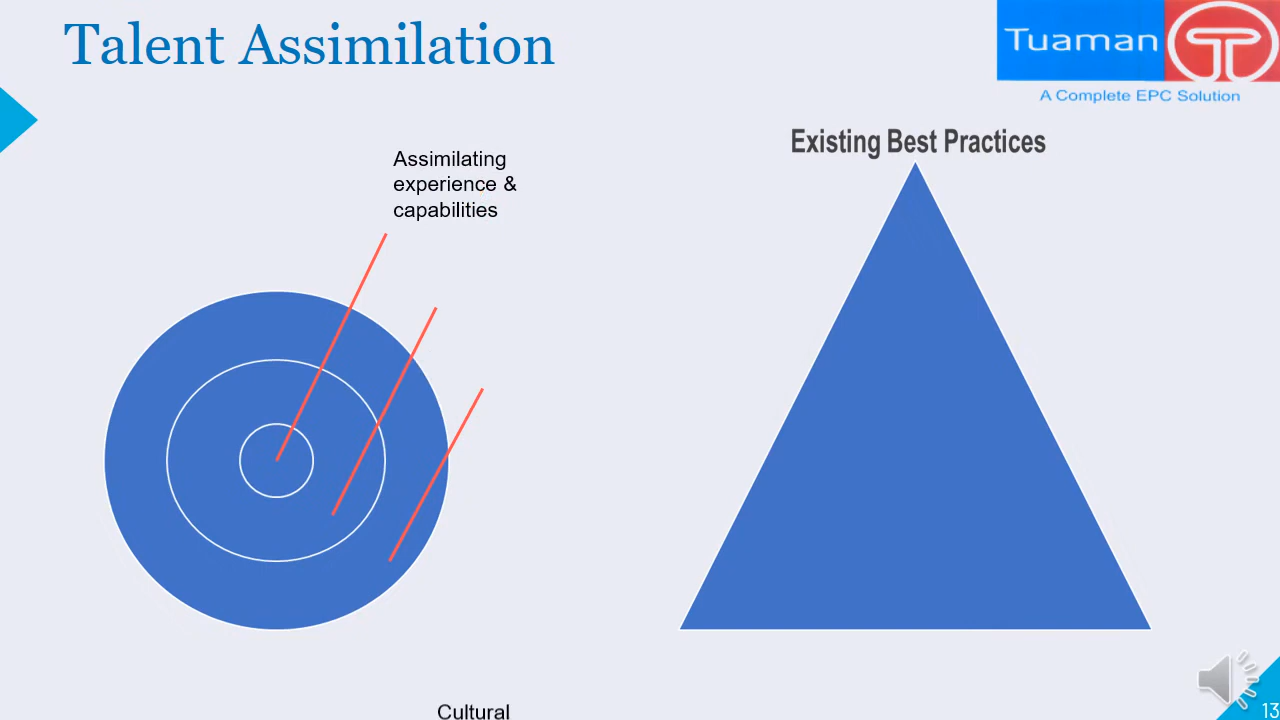 Talent Assimilation
Tuaman
A Complete EPC Solution
Existing Best Practices
Assimilating
experience &
capabilities
Cultural
13